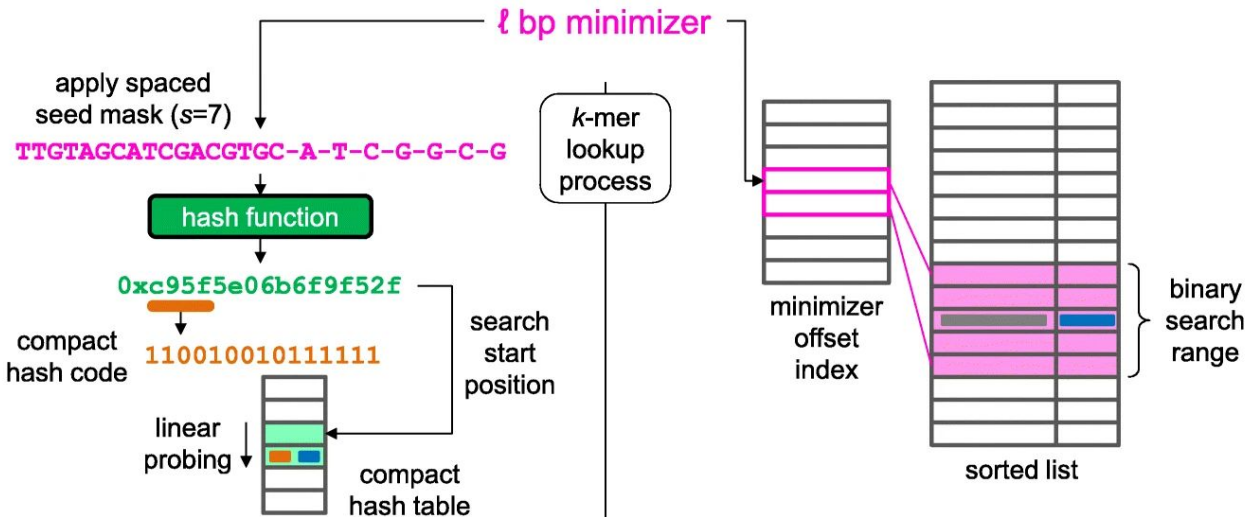 ℓ bp minimizer
apply spaced
seed mask (s=7)
TTGTAGCATCGACGTGC-A-T-C-G-G-C-G
hash function
0xc95f5e06b6f9f52f
compact
hash code
110010010111111
search
start
position
linear
probing
compact
hash table
k-mer
lookup
process
minimizer
offset
index
binary
search
range
sorted list